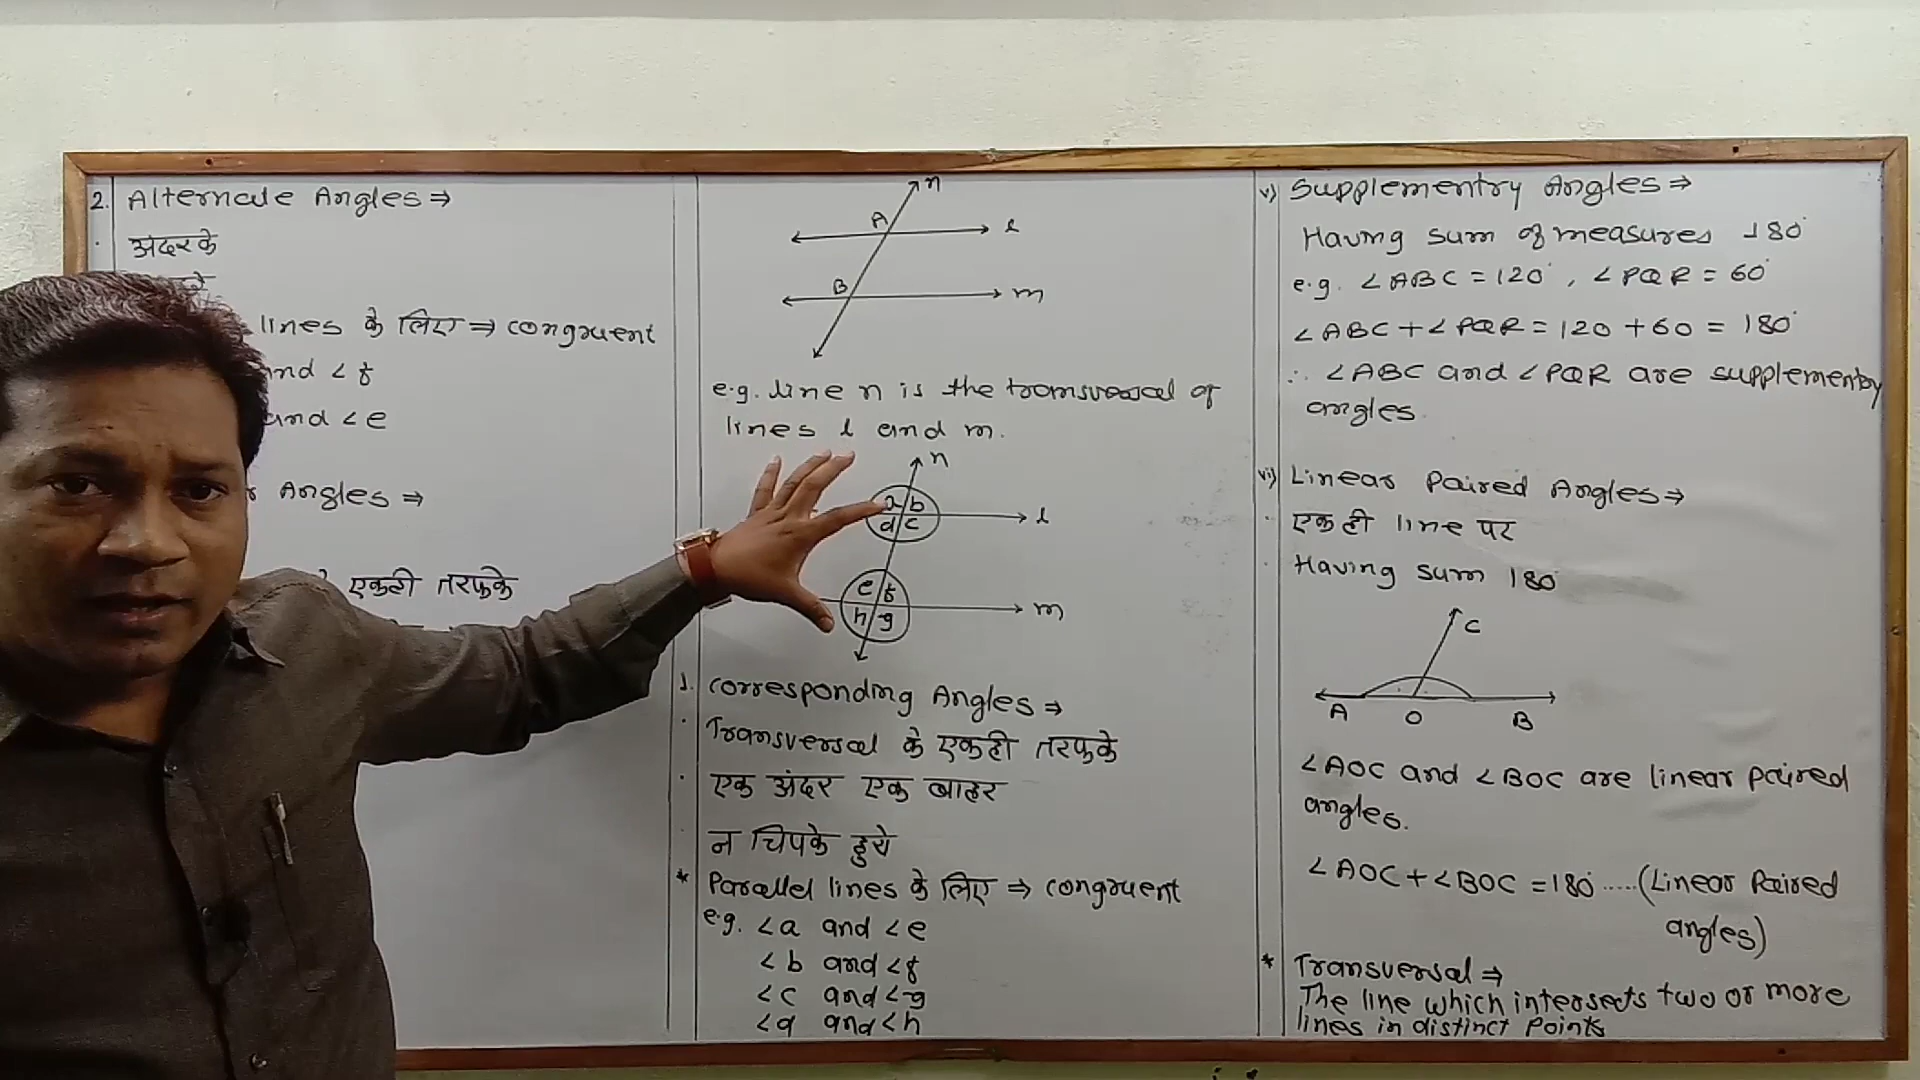 2. Alternate Angles ⇒
· अंदर के
lines के लिए ⇒ congruent
and ∠f
and ∠e
Angles ⇒
एकही तरफके
n
A
l
B
m
e.g. line n is the transversal of
lines l and m.
n
a b
d c
l
e f
h g
m
1. Corresponding Angles ⇒
· Transversal के एकही तरफके
· एक अंदर एक बाहर
· न चिपके हुये
* Parallel lines के लिए ⇒ congruent
e.g. ∠a and ∠e
∠b and ∠f
∠c and ∠g
∠d and ∠h
v) Supplementry Angles ⇒
Having sum of measures 180°
e.g. ∠ABC = 120°, ∠PQR = 60°
∠ABC + ∠PQR = 120 + 60 = 180°
∴ ∠ABC and ∠PQR are supplementry
angles.
vi) Linear Paired Angles ⇒
· एक ही line पर
· Having sum 180°
C
A O B
∠AOC and ∠BOC are linear paired
angles.
∠AOC + ∠BOC = 180°.....(Linear Paired
angles)
* Transversal ⇒
The line which intersects two or more
lines in distinct points